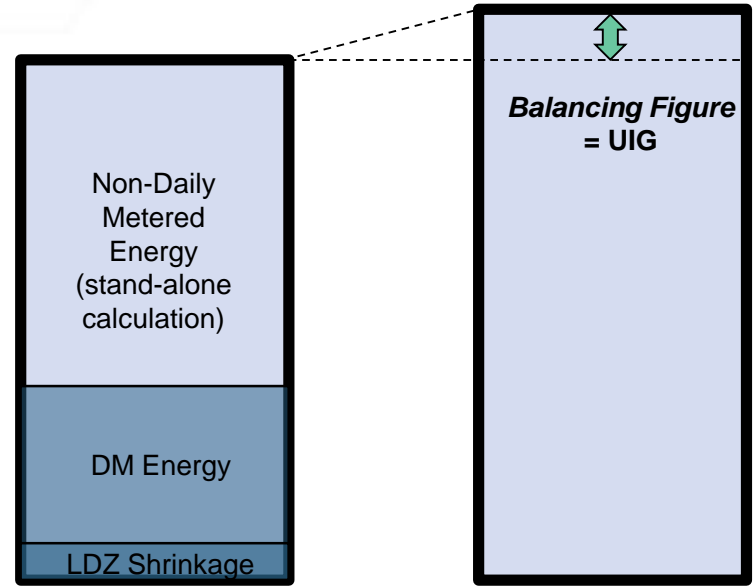 Non-Daily
Metered
Energy
(stand-alone
calculation)
DM Energy
LDZ Shrinkage
Balancing Figure
= UIG